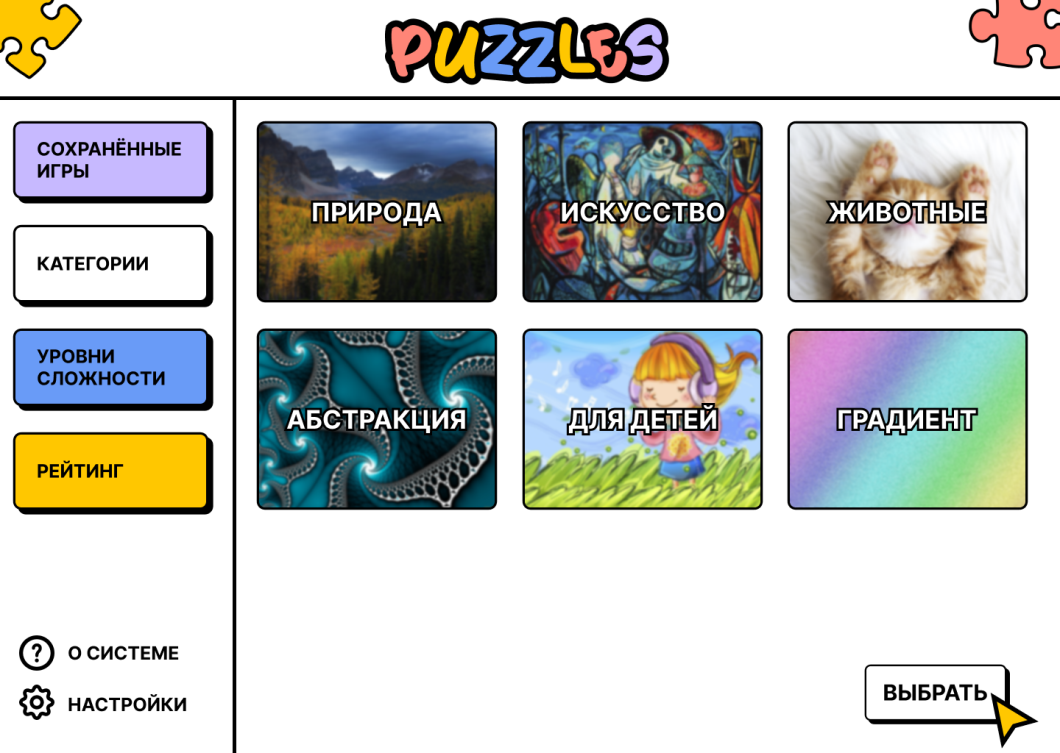 PUZZLES
СОХРАНЁННЫЕ
ИГРЫ
КАТЕГОРИИ
УРОВНИ
СЛОЖНОСТИ
РЕЙТИНГ
? О СИСТЕМЕ
НАСТРОЙКИ
ПРИРОДА
ИСКУССТВО
ЖИВОТНЫЕ
АБСТРАКЦИЯ
ДЛЯ ДЕТЕЙ
ГРАДИЕНТ
ВЫБРАТЬ